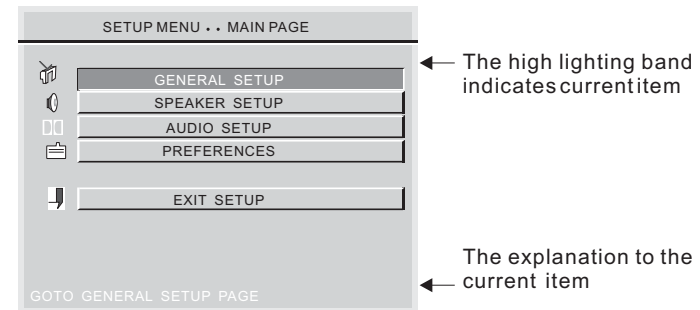 SETUP MENU · · MAIN PAGE
GENERAL SETUP
SPEAKER SETUP
AUDIO SETUP
PREFERENCES
EXIT SETUP
GOTO GENERAL SETUP PAGE
The high lighting band
indicates current item
The explanation to the
current item